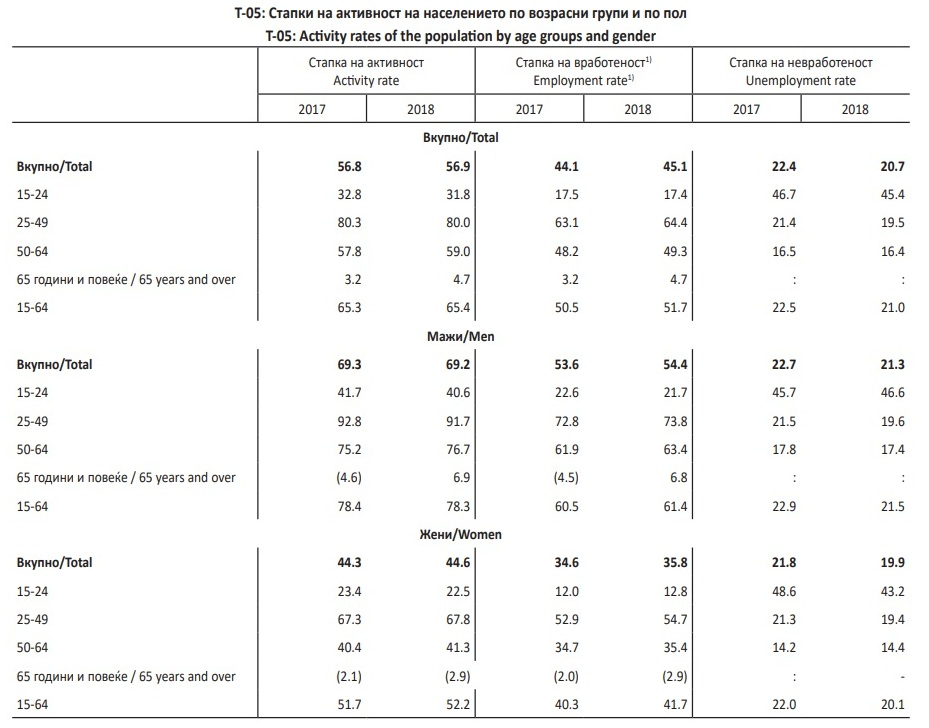 Т-05: Стапки на активност на населението по возрасни групи и по пол
T-05: Activity rates of the population by age groups and gender
Стапка на активност Стапка на вработеност1) Стапка на невработеност
Activity rate Employment rate1) Unemployment rate
2017 2018 2017 2018 2017 2018
Вкупно/Total
Вкупно/Total 56.8 56.9 44.1 45.1 22.4 20.7
15-24 32.8 31.8 17.5 17.4 46.7 45.4
25-49 80.3 80.0 63.1 64.4 21.4 19.5
50-64 57.8 59.0 48.2 49.3 16.5 16.4
65 години и повеќе / 65 years and over 3.2 4.7 3.2 4.7 : :
15-64 65.3 65.4 50.5 51.7 22.5 21.0
Мажи/Men
Вкупно/Total 69.3 69.2 53.6 54.4 22.7 21.3
15-24 41.7 40.6 22.6 21.7 45.7 46.6
25-49 92.8 91.7 72.8 73.8 21.5 19.6
50-64 75.2 76.7 61.9 63.4 17.8 17.4
65 години и повеќе / 65 years and over (4.6) 6.9 (4.5) 6.8 : :
15-64 78.4 78.3 60.5 61.4 22.9 21.5
Жени/Women
Вкупно/Total 44.3 44.6 34.6 35.8 21.8 19.9
15-24 23.4 22.5 12.0 12.8 48.6 43.2
25-49 67.3 67.8 52.9 54.7 21.3 19.4
50-64 40.4 41.3 34.7 35.4 14.2 14.4
65 години и повеќе / 65 years and over (2.1) (2.9) (2.0) (2.9) : -
15-64 51.7 52.2 40.3 41.7 22.0 20.1